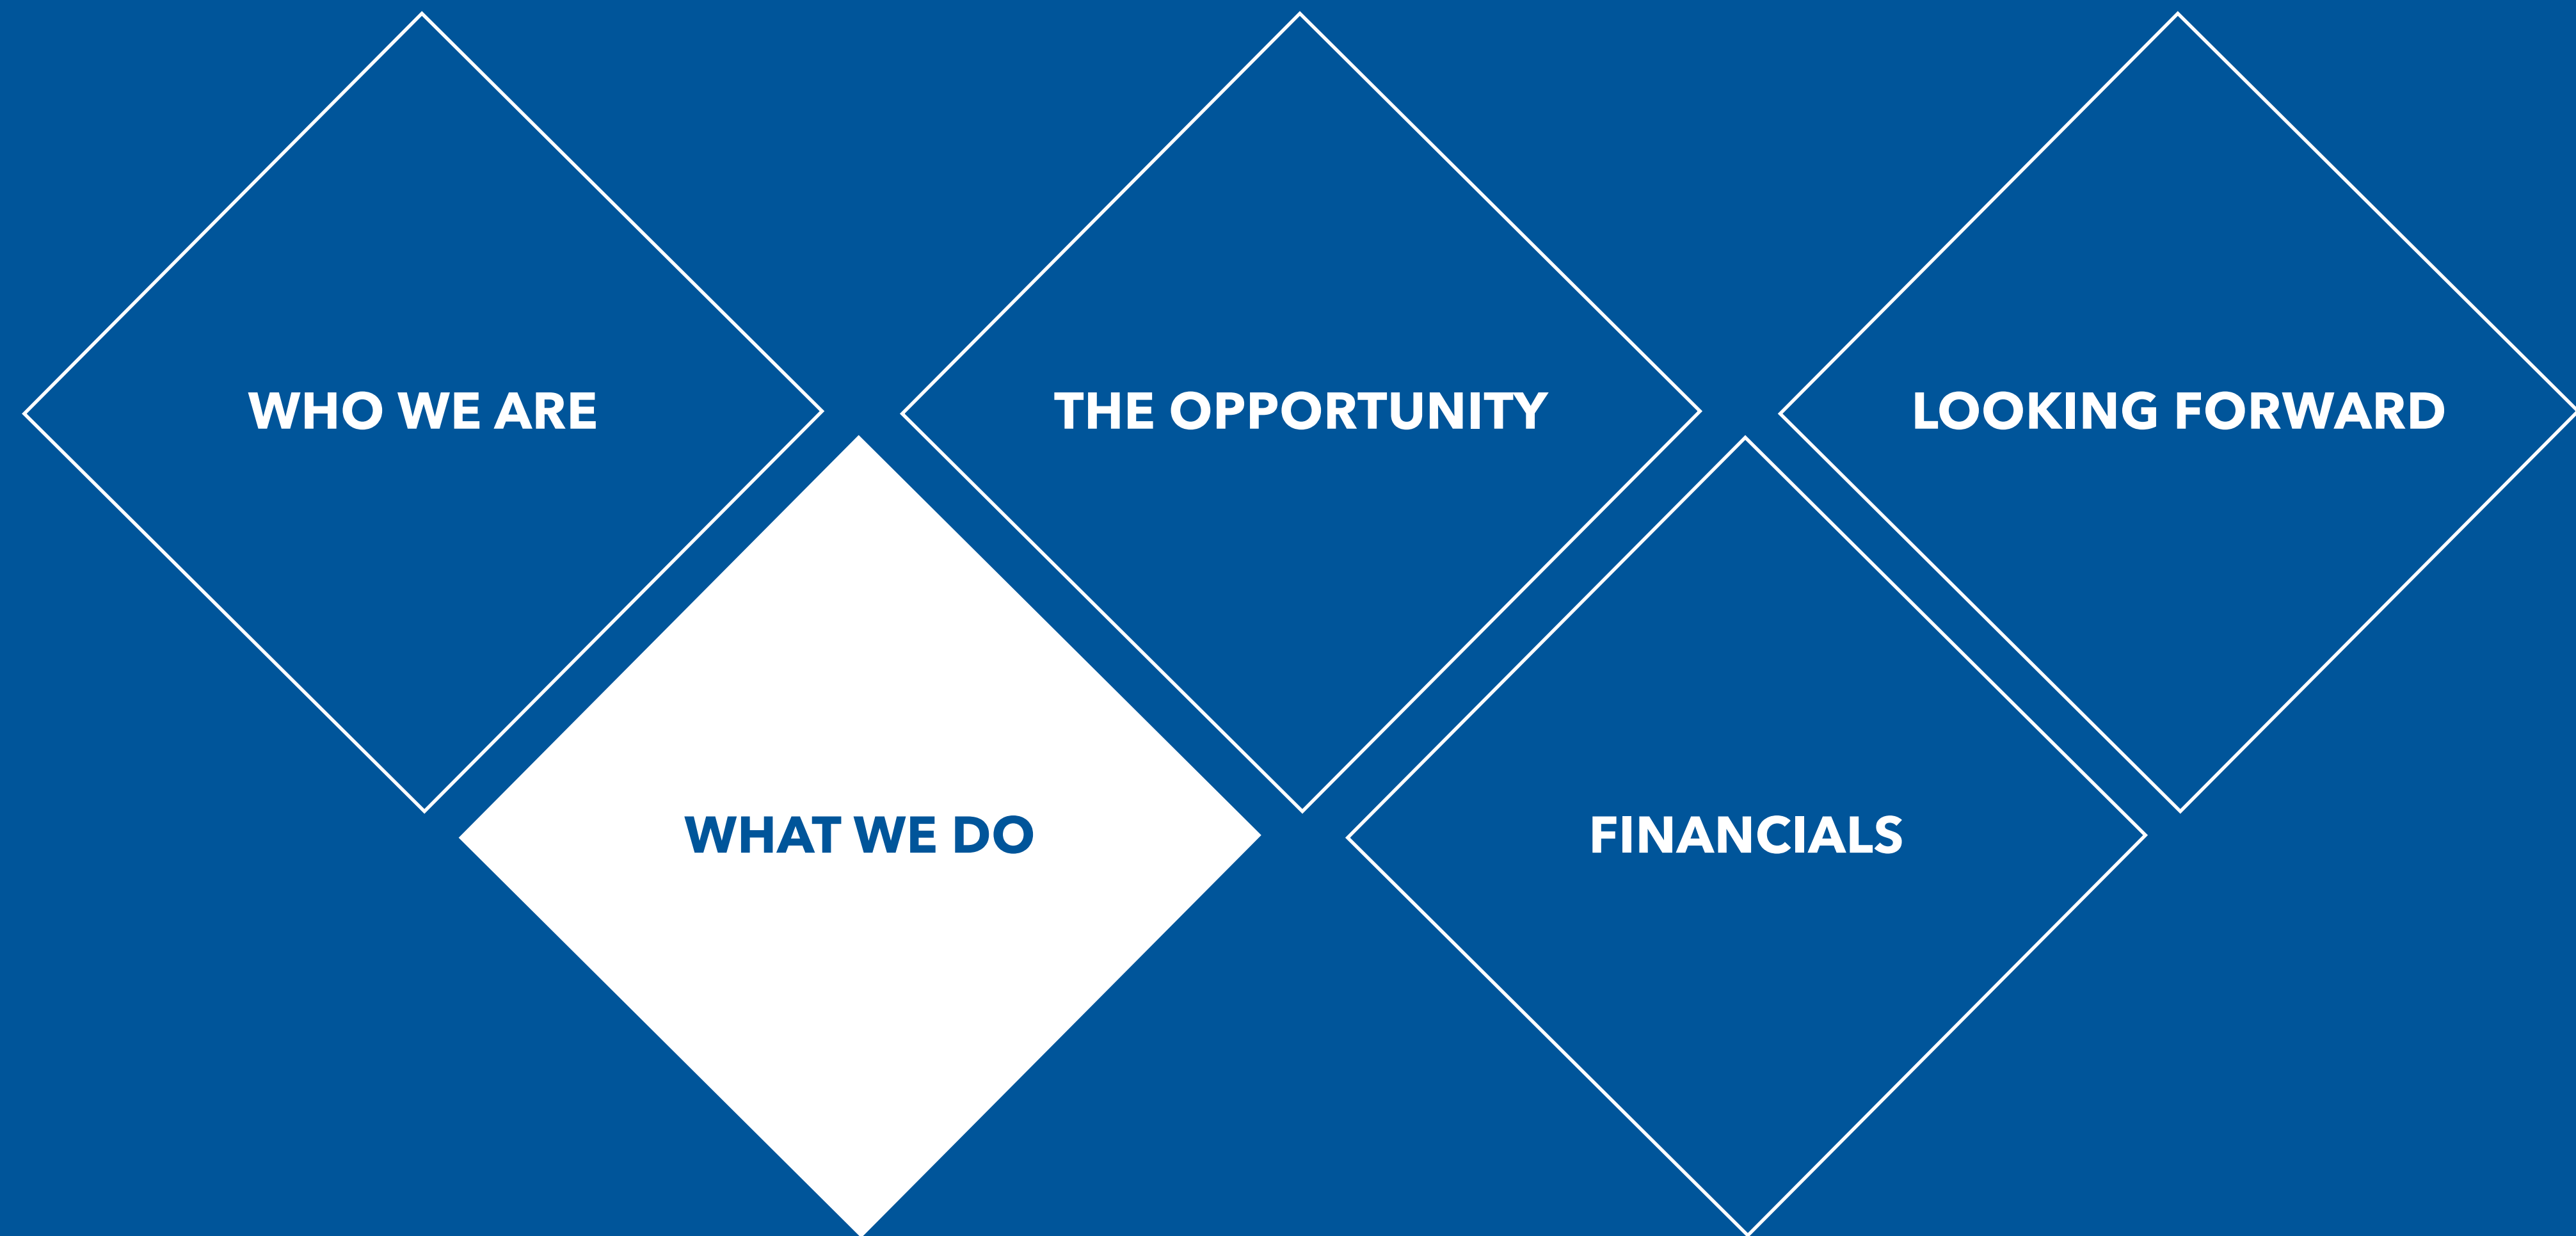 WHO WE ARE
THE OPPORTUNITY
LOOKING FORWARD
WHAT WE DO
FINANCIALS